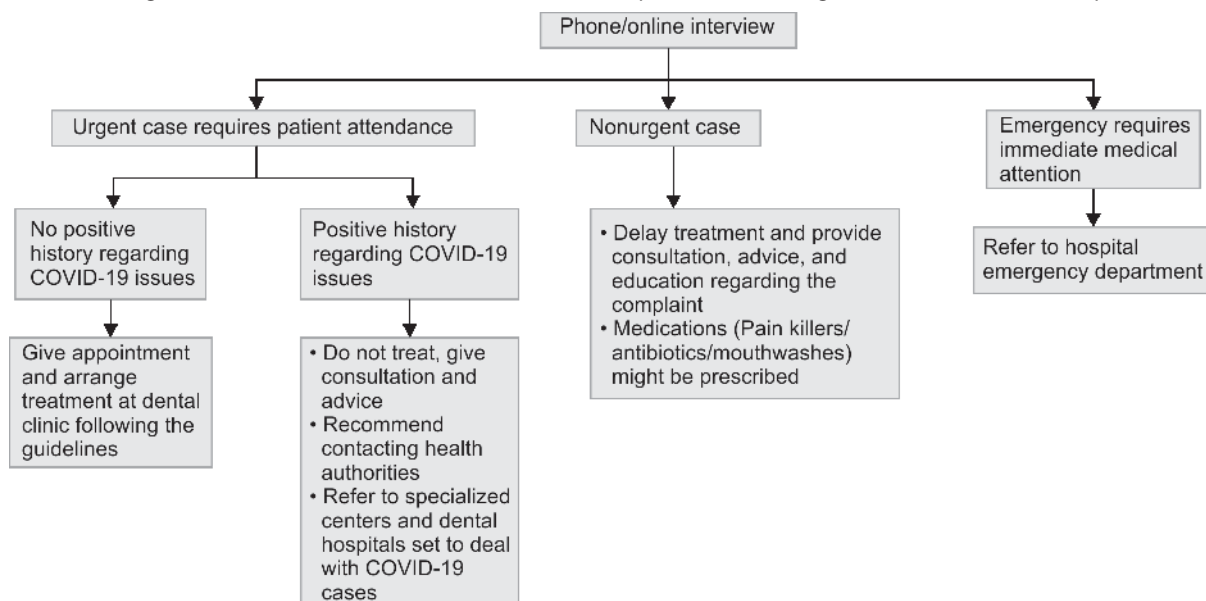 Phone/online interview
Urgent case requires patient attendance
Nonurgent case
Emergency requires
immediate medical
attention
No positive
history regarding
COVID-19 issues
Positive history
regarding COVID-19
issues
• Delay treatment and provide
consultation, advice, and
education regarding the
complaint
• Medications (Pain killers/
antibiotics/mouthwashes)
might be prescribed
Refer to hospital
emergency department
Give appointment
and arrange
treatment at dental
clinic following the
guidelines
• Do not treat, give
consultation and
advice
• Recommend
contacting health
authorities
• Refer to specialized
centers and dental
hospitals set to deal
with COVID-19
cases